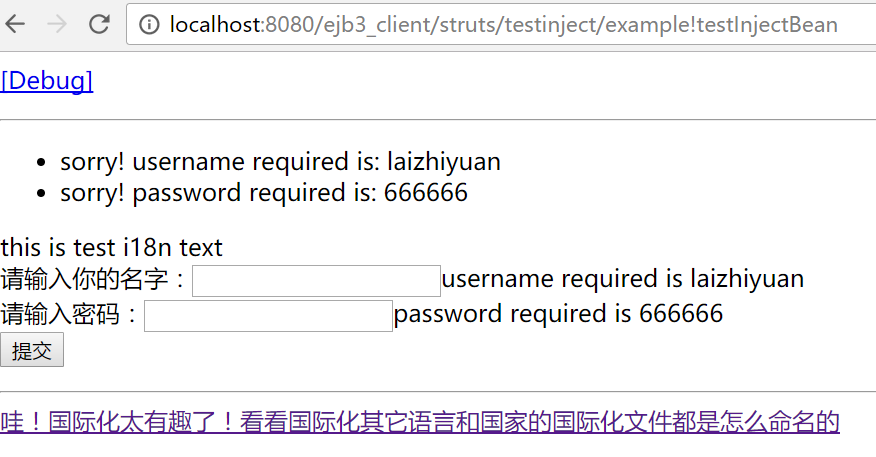 localhost:8080/ejb3_client/struts/testinject/example!testInjectBean
[Debug]
sorry! username required is: laizhiyuan
sorry! password required is: 666666
this is test i18n text
请输入你的名字：username required is laizhiyuan
请输入密码：password required is 666666
提交
哇！国际化太有趣了！看看国际化其它语言和国家的国际化文件都是怎么命名的